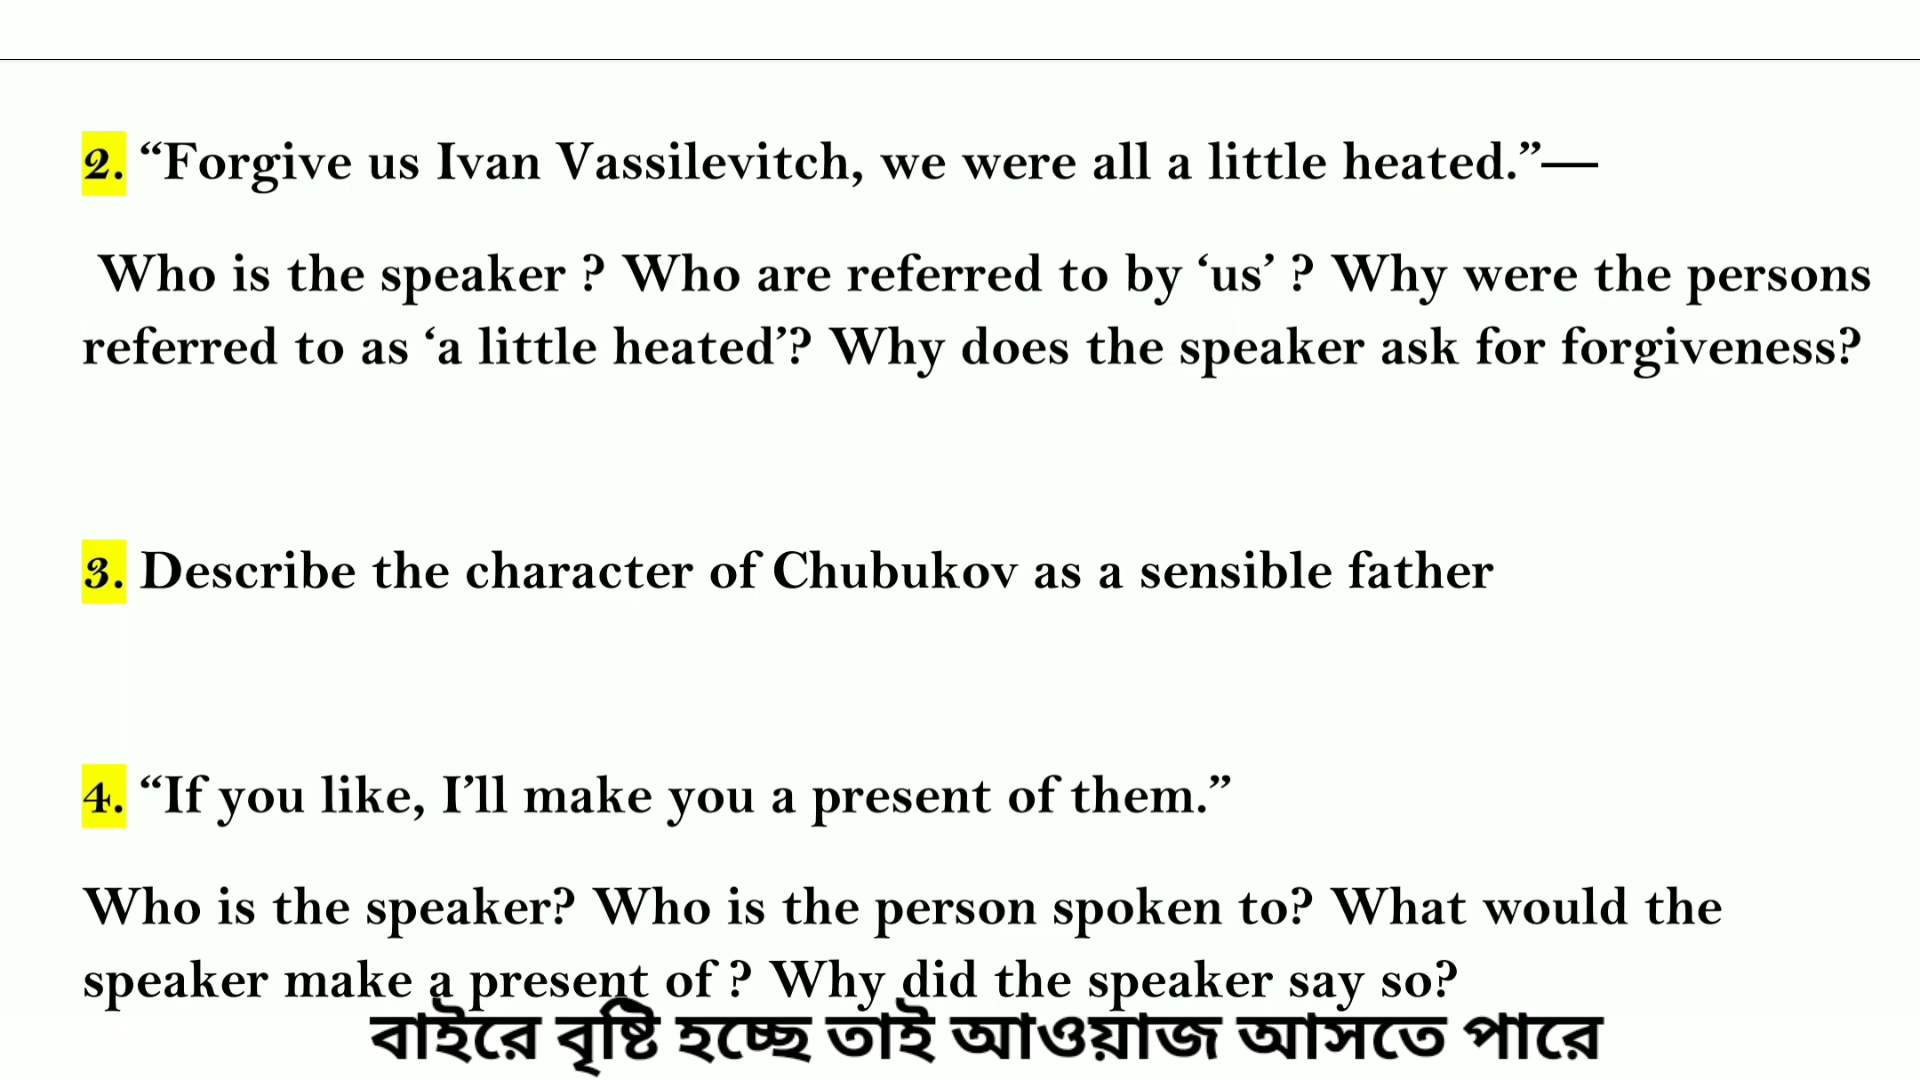 2. “Forgive us Ivan Vassilevitch, we were all a little heated.”—
Who is the speaker ? Who are referred to by ‘us’ ? Why were the persons
referred to as ‘a little heated’? Why does the speaker ask for forgiveness?
3. Describe the character of Chubukov as a sensible father
4. “If you like, I’ll make you a present of them.”
Who is the speaker? Who is the person spoken to? What would the
speaker make a present of ? Why did the speaker say so?
বাইরে বৃষ্টি হচ্ছে তাই আওয়াজ আসতে পারে